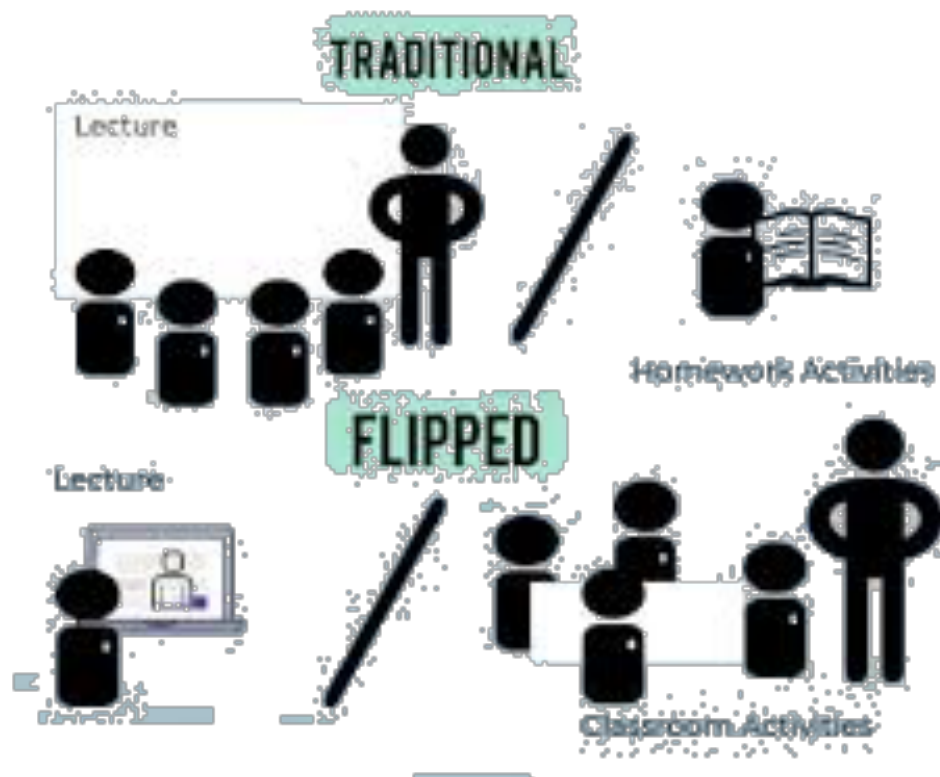 TRADITIONAL
Lecture
Homework Activities
FLIPPED
Lecture
Classroom Activities